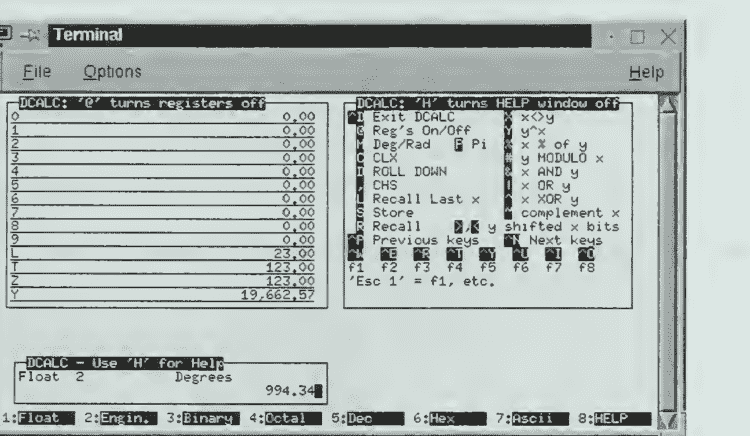 Terminal
File Options Help
DCALC: '@' turns registers off
0 0.00
1 0.00
2 0.00
3 0.00
4 0.00
5 0.00
6 0.00
7 0.00
8 0.00
9 0.00
L 23.00
T 123.00
Z 123.00
Y 19,662.57
DCALC: 'H' turns HELP window off
^D Exit DCALC X x<>y
@ Reg's On/Off Y y^x
M Deg/Rad P Pi % x % of y
C CLX # y MODULO x
D ROLL DOWN & x AND y
, CHS | x OR y
L Recall Last x ^ x XOR y
S Store ~ complement x
R Recall >,< y shifted x bits
^P Previous keys ^N Next keys
^W ^E ^R ^T ^Y ^U ^I ^O
f1 f2 f3 f4 f5 f6 f7 f8
'Esc 1' = f1, etc.
DCALC - Use 'H' for Help
Float 2 Degrees
994.34
1:Float 2:Engin. 3:Binary 4:Octal 5:Dec 6:Hex 7:Ascii 8:HELP